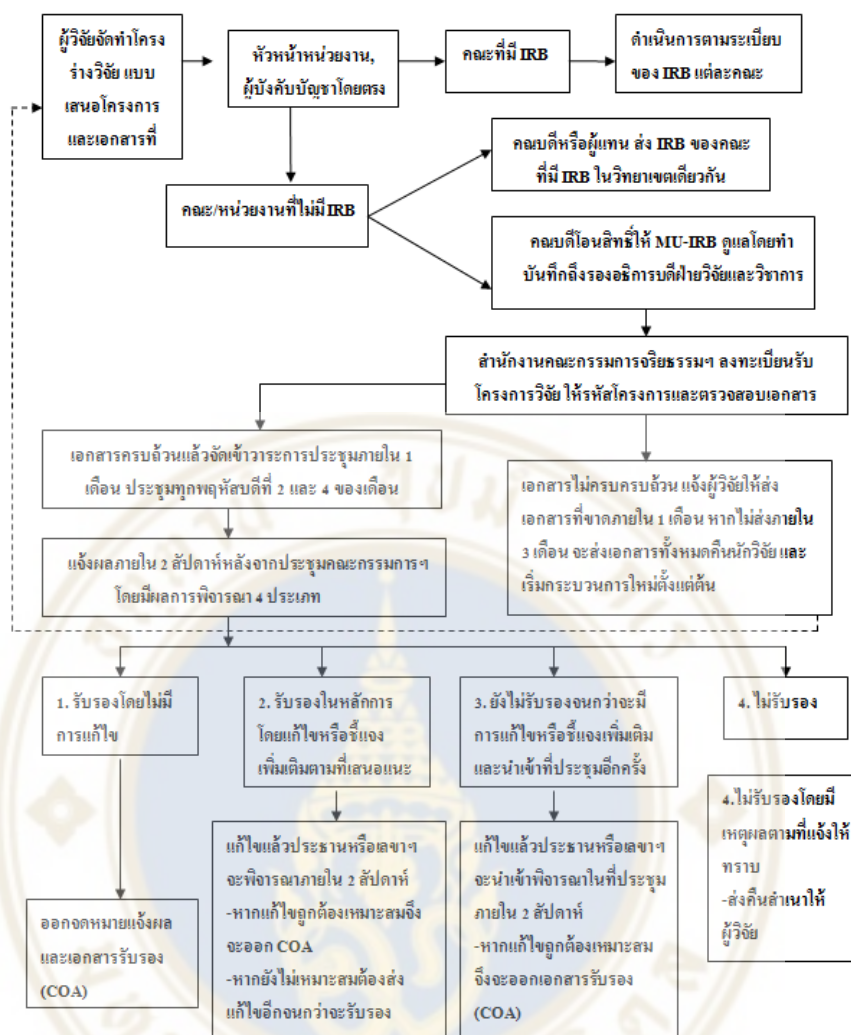 ผู้วิจัยจัดทำโครง
ร่างวิจัย แบบ
เสนอโครงการ
และเอกสารที่
หัวหน้าหน่วยงาน,
ผู้บังคับบัญชาโดยตรง
คณะที่มี IRB
ดำเนินการตามระเบียบ
ของ IRB แต่ละคณะ
คณะ/หน่วยงานที่ไม่มี IRB
คณบดีหรือผู้แทน ส่ง IRB ของคณะ
ที่มี IRB ในวิทยาเขตเดียวกัน
คณบดีโอนสิทธิ์ให้ MU-IRB ดูแลโดยทำ
บันทึกถึงรองอธิการบดีฝ่ายวิจัยและวิชาการ
สำนักงานคณะกรรมการจริยธรรมฯ ลงทะเบียนรับ
โครงการวิจัย ให้รหัสโครงการและตรวจสอบเอกสาร
เอกสารครบถ้วนแล้วจัดเข้าวาระการประชุมภายใน 1
เดือน ประชุมทุกพฤหัสบดีที่ 2 และ 4 ของเดือน
เอกสารไม่ครบครบถ้วน แจ้งผู้วิจัยให้ส่ง
เอกสารที่ขาดภายใน 1 เดือน หากไม่ส่งภายใน
3 เดือน จะส่งเอกสารทั้งหมดคืนนักวิจัย และ
เริ่มกระบวนการใหม่ตั้งแต่ต้น
แจ้งผลภายใน 2 สัปดาห์หลังจากประชุมคณะกรรมการฯ
โดยมีผลการพิจารณา 4 ประเภท
1. รับรองโดยไม่มี
การแก้ไข
2. รับรองในหลักการ
โดยแก้ไขหรือชี้แจง
เพิ่มเติมตามที่เสนอแนะ
3. ยังไม่รับรองจนกว่าจะมี
การแก้ไขหรือชี้แจงเพิ่มเติม
และนำเข้าที่ประชุมอีกครั้ง
4. ไม่รับรอง
ออกจดหมายแจ้งผล
และเอกสารรับรอง
(COA)
แก้ไขแล้วประธานหรือเลขาฯ
จะพิจารณาภายใน 2 สัปดาห์
-หากแก้ไขถูกต้องเหมาะสมจึง
จะออก COA
-หากยังไม่เหมาะสมต้องส่ง
แก้ไขอีกจนกว่าจะรับรอง
แก้ไขแล้วประธานหรือเลขาฯ
จะนำเข้าพิจารณาในที่ประชุม
ภายใน 2 สัปดาห์
-หากแก้ไขถูกต้องเหมาะสม
จึงจะออกเอกสารรับรอง
(COA)
4.ไม่รับรองโดยมี
เหตุผลตามที่แจ้งให้
ทราบ
-ส่งคืนสำเนาให้
ผู้วิจัย